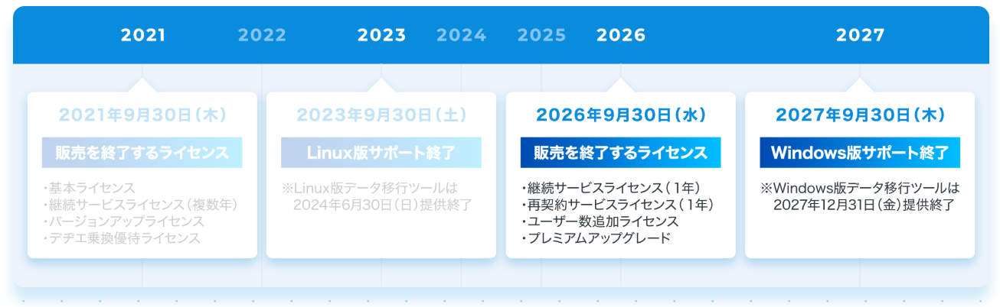 2021 2022 2023 2024 2025 2026 2027
2021年9月30日(木)
販売を終了するライセンス
・基本ライセンス
・継続サービスライセンス(複数年)
・バージョンアップライセンス
・デヂエ乗換優待ライセンス
2023年9月30日(土)
Linux版サポート終了
※Linux版データ移行ツールは
2024年6月30日(日)提供終了
2026年9月30日(水)
販売を終了するライセンス
・継続サービスライセンス(1年)
・再契約サービスライセンス(1年)
・ユーザー数追加ライセンス
・プレミアムアップグレード
2027年9月30日(木)
Windows版サポート終了
※Windows版データ移行ツールは
2027年12月31日(金)提供終了